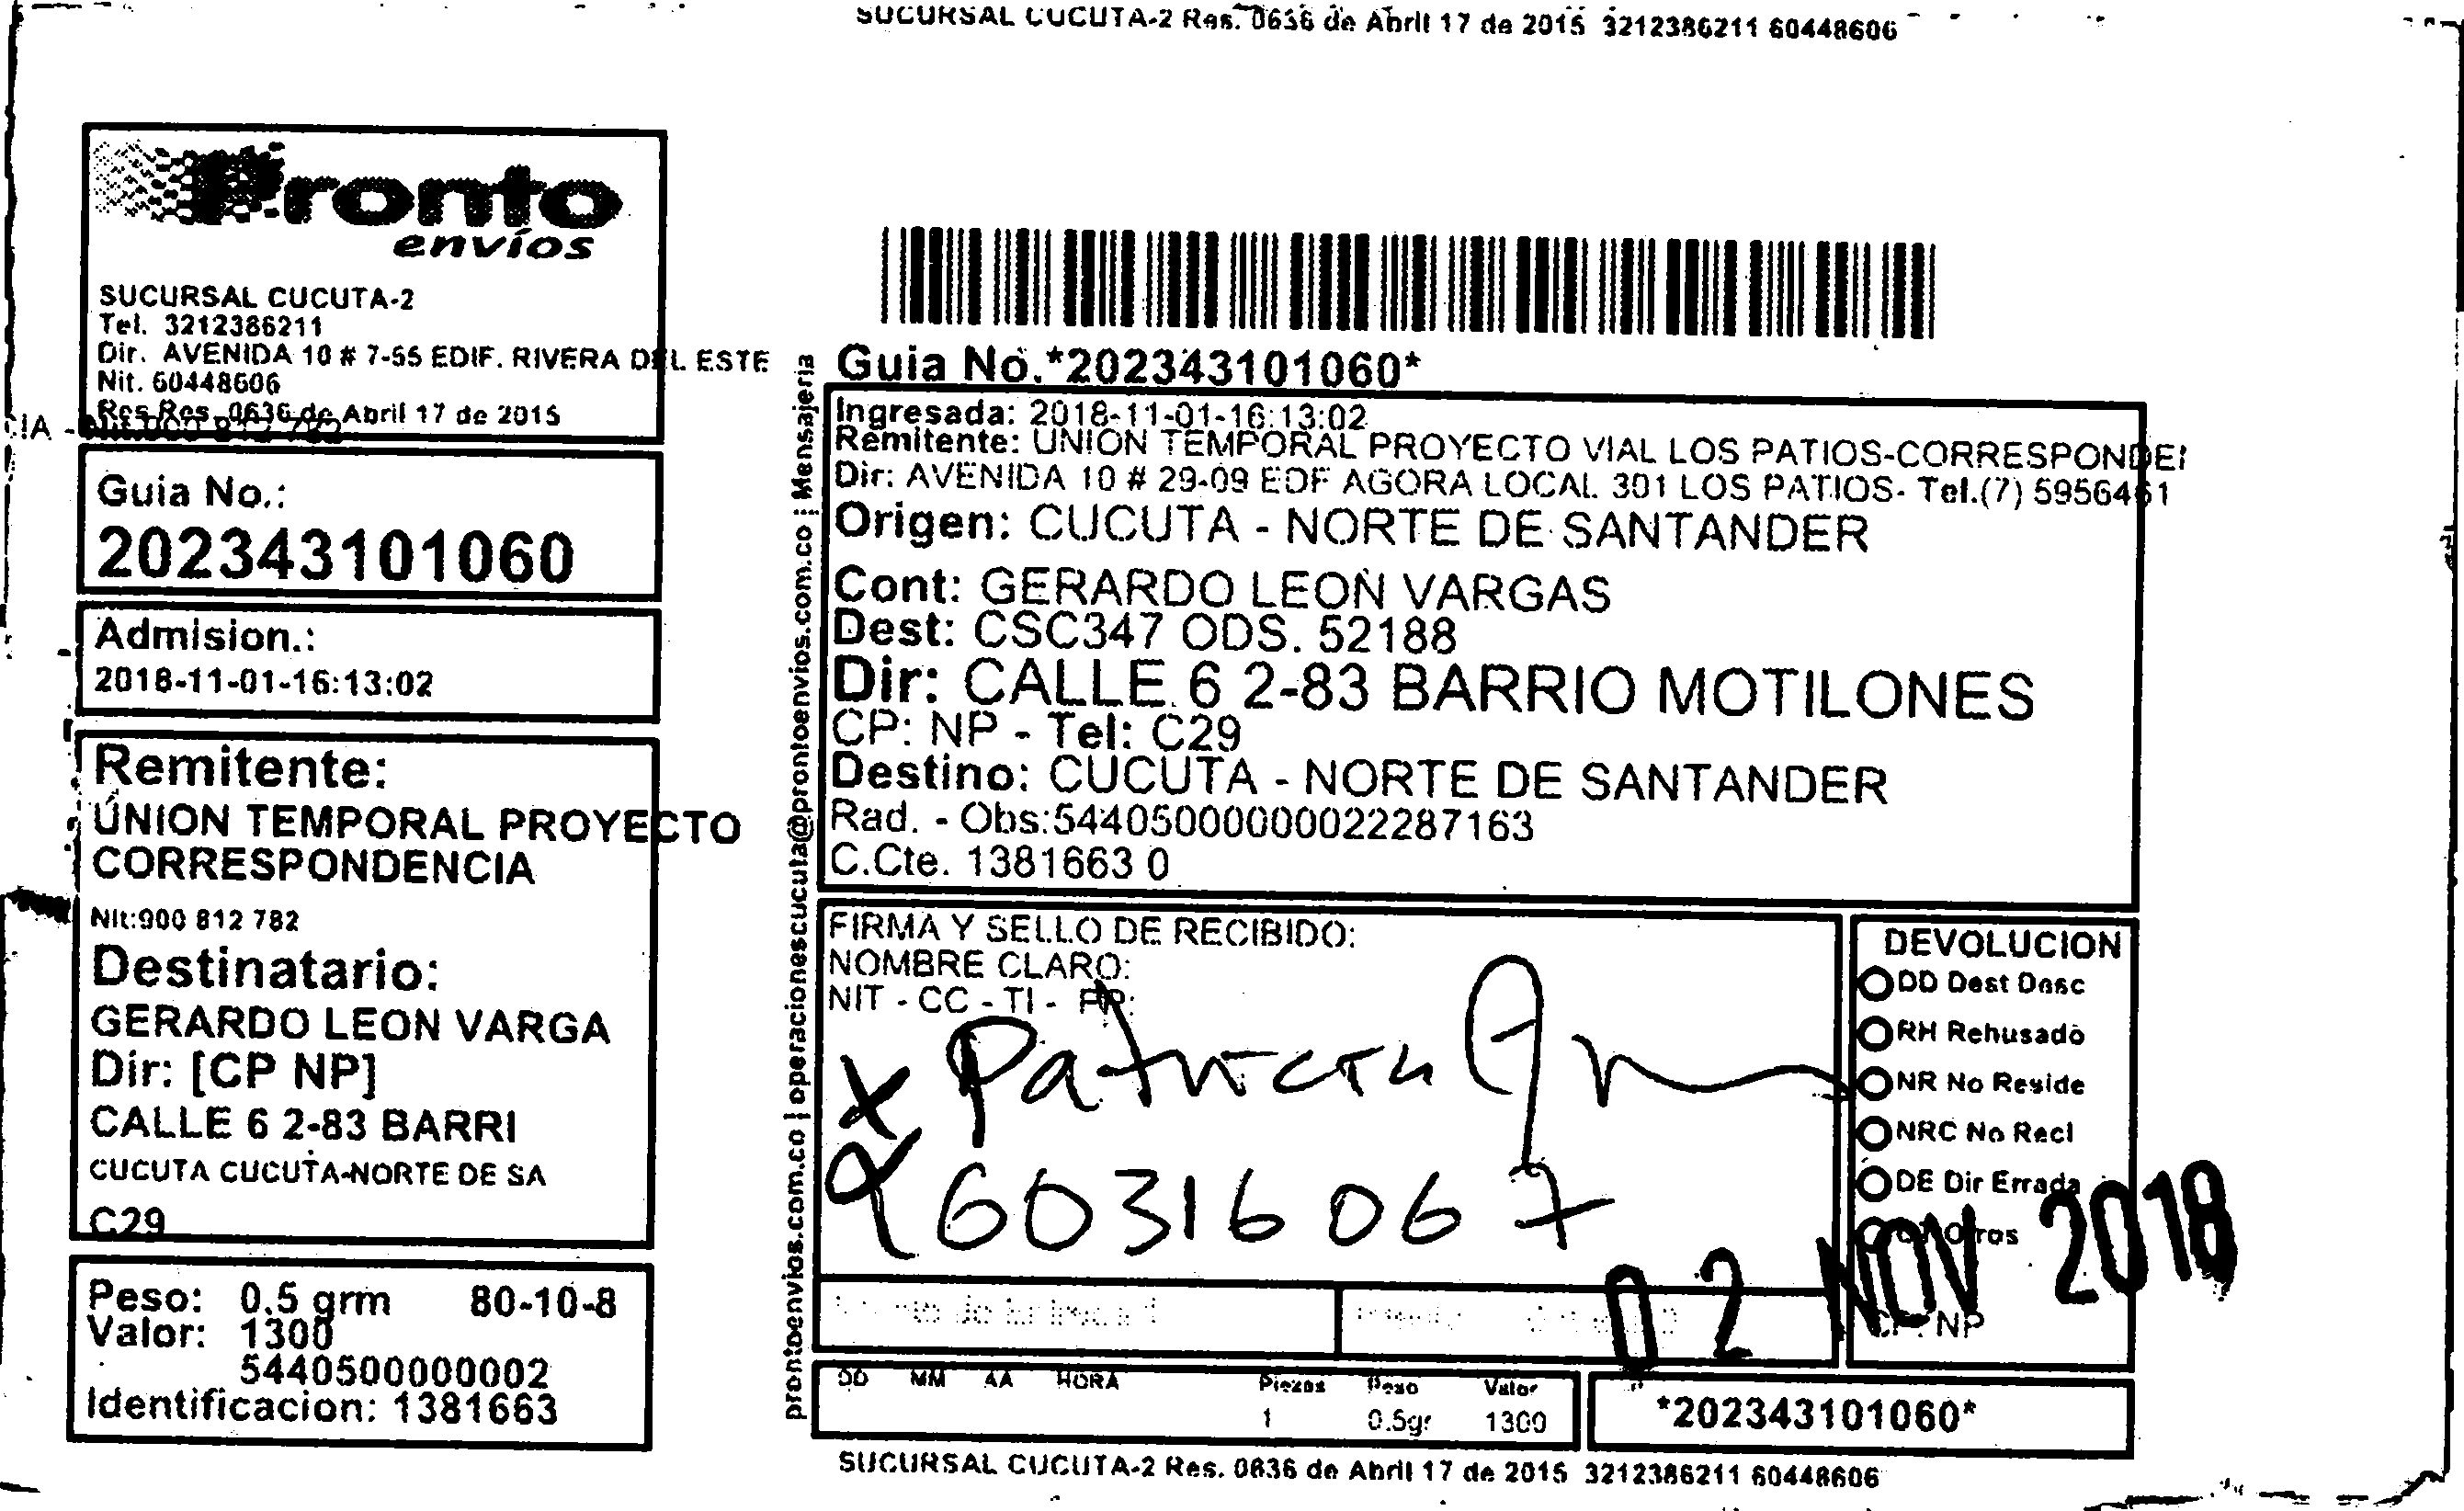 SUCURSAL CUCUTA-2 Res. 0636 de Abril 17 de 2015 3212386211 60448606
Pronto
envíos
SUCURSAL CUCUTA-2
Tel. 3212386211
Dir. AVENIDA 10 # 7-55 EDIF. RIVERA DEL ESTE
Nit. 60448606
Res Res. 0636 de Abril 17 de 2015
Guia No.:
202343101060
Admision.:
2018-11-01-16:13:02
Remitente:
UNION TEMPORAL PROYECTO
CORRESPONDENCIA
Nit:900 812 782
Destinatario:
GERARDO LEON VARGA
Dir: [CP NP]
CALLE 6 2-83 BARRI
CUCUTA CUCUTA-NORTE DE SA
C29
Peso: 0.5 grm 80-10-8
Valor: 1300
5440500000002
Identificacion: 1381663
prontoenvios.com.co | operacionescucuta@prontoenvios.com.co | Mensajeria
Guia No.*202343101060*
Ingresada: 2018-11-01-16:13:02
Remitente: UNION TEMPORAL PROYECTO VIAL LOS PATIOS-CORRESPONDEI
Dir: AVENIDA 10 # 29-09 EDF AGORA LOCAL 301 LOS PATIOS- Tel.(7) 5956461
Origen: CUCUTA - NORTE DE SANTANDER
Cont: GERARDO LEON VARGAS
Dest: CSC347 ODS. 52188
Dir: CALLE 6 2-83 BARRIO MOTILONES
CP: NP - Tel: C29
Destino: CUCUTA - NORTE DE SANTANDER
Rad. - Obs:544050000000022287163
C.Cte. 1381663 0
FIRMA Y SELLO DE RECIBIDO:
NOMBRE CLARO:
NIT - CC - TI - PP:
x Patricia
60316067
DEVOLUCION
DD Dest Desc
RH Rehusado
NR No Reside
NRC No Recl
DE Dir Errada
Otros
02 NOV 2018
CP: NP
DD MM AA HORA
Piezas Peso Valor
1 0.5gr 1300
*202343101060*
SUCURSAL CUCUTA-2 Res. 0636 de Abril 17 de 2015 3212386211 60448606